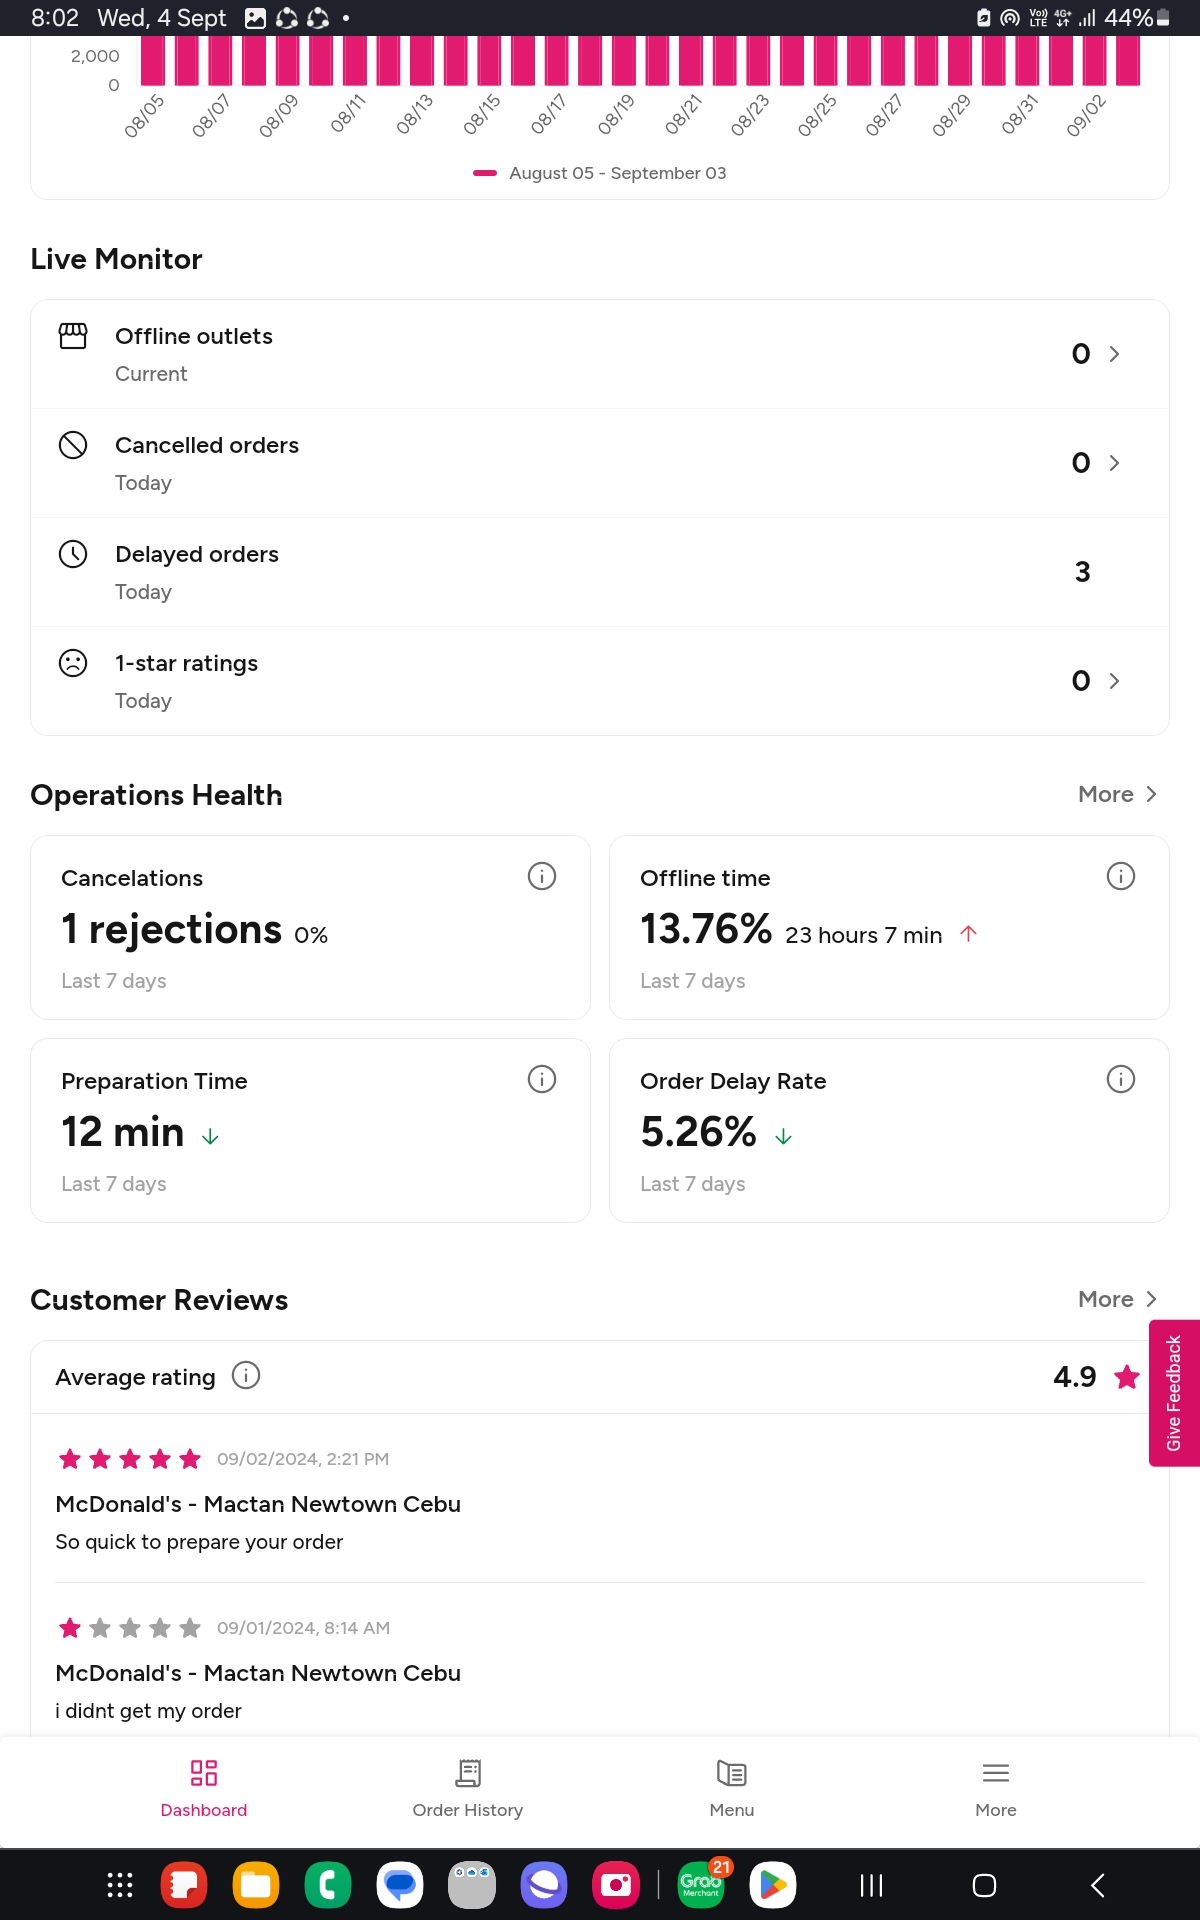 8:02 Wed, 4 Sept
Vo)) LTE 4G+ 44%
2,000
0
08/05 08/07 08/09 08/11 08/13 08/15 08/17 08/19 08/21 08/23 08/25 08/27 08/29 08/31 09/02
August 05 - September 03
Live Monitor
Offline outlets
Current
0
Cancelled orders
Today
0
Delayed orders
Today
3
1-star ratings
Today
0
Operations Health
More
Cancelations
1 rejections 0%
Last 7 days
Offline time
13.76% 23 hours 7 min
Last 7 days
Preparation Time
12 min
Last 7 days
Order Delay Rate
5.26%
Last 7 days
Customer Reviews
More
Give Feedback
Average rating
4.9
09/02/2024, 2:21 PM
McDonald's - Mactan Newtown Cebu
So quick to prepare your order
09/01/2024, 8:14 AM
McDonald's - Mactan Newtown Cebu
i didnt get my order
Dashboard
Order History
Menu
More
Grab
Merchant
21